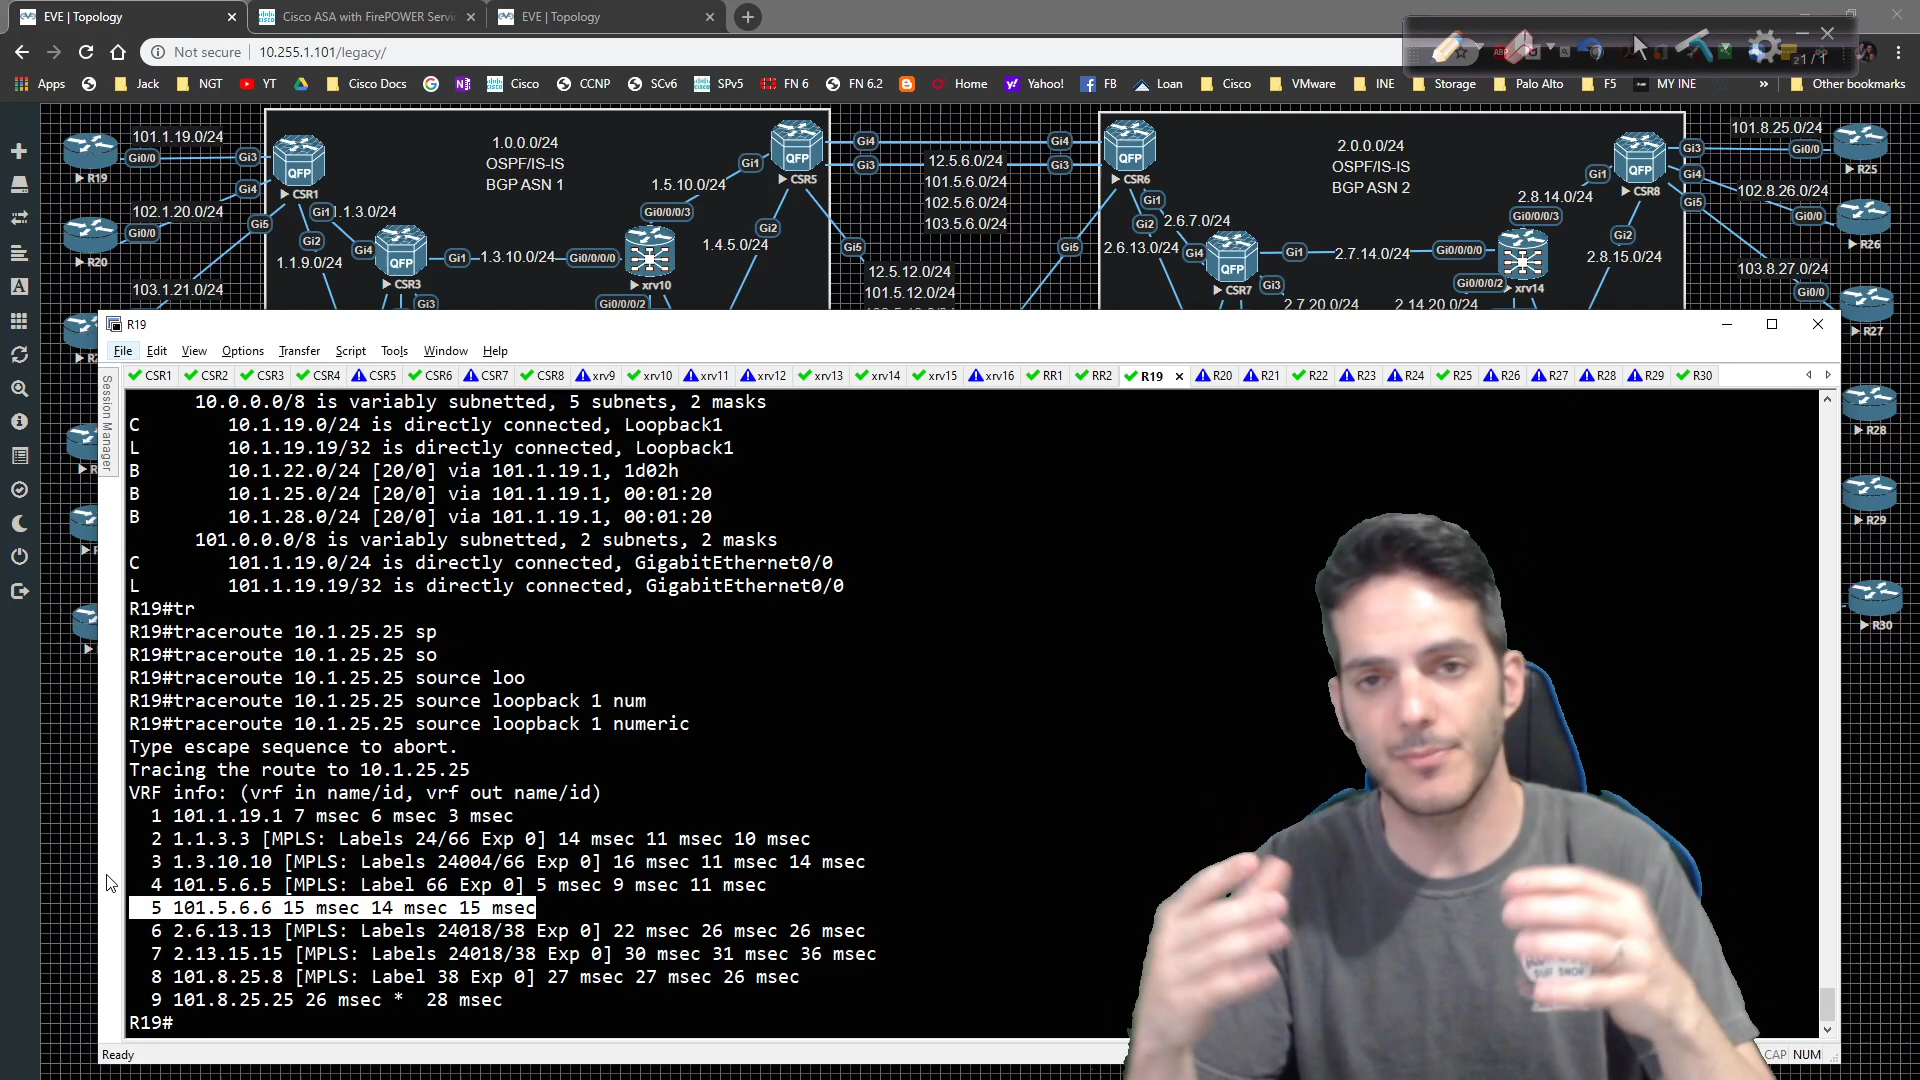 EVE | Topology
Cisco ASA with FirePOWER Servic
EVE | Topology
Not secure
10.255.1.101/legacy/
1 / 1
Apps
Jack
NGT
YT
Cisco Docs
Cisco
CCNP
SCv6
SPv5
FN 6
FN 6.2
Home
Yahoo!
FB
Loan
Cisco
VMware
INE
Storage
Palo Alto
F5
MY INE
»
Other bookmarks
101.1.19.0/24
Gi0/0
Gi3
R19
102.1.20.0/24
Gi0/0
Gi4
Gi5
R20
103.1.21.0/24
QFP
CSR1
1.0.0.0/24
OSPF/IS-IS
BGP ASN 1
Gi1
1.1.3.0/24
Gi2
1.1.9.0/24
Gi4
QFP
CSR3
Gi1
Gi3
1.3.10.0/24
Gi0/0/0/0
Gi0/0/0/3
xrv10
Gi0/0/0/2
1.5.10.0/24
Gi1
QFP
CSR5
Gi2
1.4.5.0/24
Gi4
Gi3
Gi5
12.5.6.0/24
101.5.6.0/24
102.5.6.0/24
103.5.6.0/24
12.5.12.0/24
101.5.12.0/24
Gi4
Gi3
Gi5
QFP
CSR6
Gi1
Gi2
2.6.7.0/24
2.6.13.0/24
Gi4
QFP
CSR7
Gi1
Gi3
2.7.20.0/24
2.0.0.0/24
OSPF/IS-IS
BGP ASN 2
2.7.14.0/24
Gi0/0/0/0
Gi0/0/0/3
Gi0/0/0/2
xrv14
2.14.20.0/24
2.8.14.0/24
Gi1
QFP
CSR8
Gi2
2.8.15.0/24
Gi3
Gi4
Gi5
101.8.25.0/24
Gi0/0
R25
102.8.26.0/24
Gi0/0
R26
103.8.27.0/24
Gi0/0
R27
R28
R29
R30
R19
File Edit View Options Transfer Script Tools Window Help
CSR1 CSR2 CSR3 CSR4 CSR5 CSR6 CSR7 CSR8 xrv9 xrv10 xrv11 xrv12 xrv13 xrv14 xrv15 xrv16 RR1 RR2 R19 R20 R21 R22 R23 R24 R25 R26 R27 R28 R29 R30
Session Manager
10.0.0.0/8 is variably subnetted, 5 subnets, 2 masks
C 10.1.19.0/24 is directly connected, Loopback1
L 10.1.19.19/32 is directly connected, Loopback1
B 10.1.22.0/24 [20/0] via 101.1.19.1, 1d02h
B 10.1.25.0/24 [20/0] via 101.1.19.1, 00:01:20
B 10.1.28.0/24 [20/0] via 101.1.19.1, 00:01:20
101.0.0.0/8 is variably subnetted, 2 subnets, 2 masks
C 101.1.19.0/24 is directly connected, GigabitEthernet0/0
L 101.1.19.19/32 is directly connected, GigabitEthernet0/0
R19#tr
R19#traceroute 10.1.25.25 sp
R19#traceroute 10.1.25.25 so
R19#traceroute 10.1.25.25 source loo
R19#traceroute 10.1.25.25 source loopback 1 num
R19#traceroute 10.1.25.25 source loopback 1 numeric
Type escape sequence to abort.
Tracing the route to 10.1.25.25
VRF info: (vrf in name/id, vrf out name/id)
1 101.1.19.1 7 msec 6 msec 3 msec
2 1.1.3.3 [MPLS: Labels 24/66 Exp 0] 14 msec 11 msec 10 msec
3 1.3.10.10 [MPLS: Labels 24004/66 Exp 0] 16 msec 11 msec 14 msec
4 101.5.6.5 [MPLS: Label 66 Exp 0] 5 msec 9 msec 11 msec
5 101.5.6.6 15 msec 14 msec 15 msec
6 2.6.13.13 [MPLS: Labels 24018/38 Exp 0] 22 msec 26 msec 26 msec
7 2.13.15.15 [MPLS: Labels 24018/38 Exp 0] 30 msec 31 msec 36 msec
8 101.8.25.8 [MPLS: Label 38 Exp 0] 27 msec 27 msec 26 msec
9 101.8.25.25 26 msec * 28 msec
R19#
SURF SHOP
Ready
CAP NUM